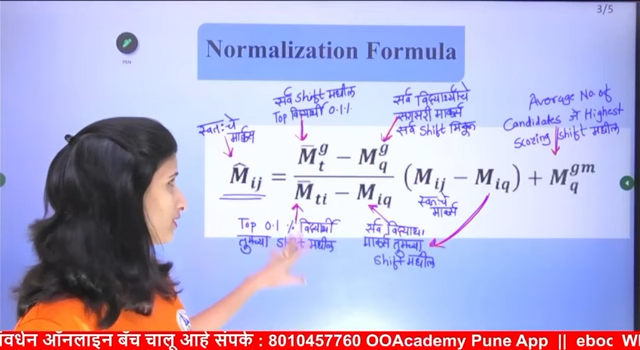 3/5
PEN
Normalization Formula
सर्व Shift मधील
Top विद्यार्थी 0.1%
सर्व विद्यार्थ्यांचे
सरासरी मार्क्स
सर्व Shift मिळून
Average No. of
Candidates जे Highest
Scoring Shift मधील
स्वतःचे
मार्क्स
M̂ij = (M̄tᵍ − Mqᵍ) / (M̄ti − Miq) (Mij − Miq) + Mqᵍᵐ
मार्क्स
Top 0.1% विद्यार्थी
तुमच्या Shift मधील
सर्व विद्यार्थी
मार्क्स तुमच्या
Shift मधील
संवर्धन ऑनलाइन बॅच चालू आहे संपर्क : 8010457760 OOAcademy Pune App || eboc W